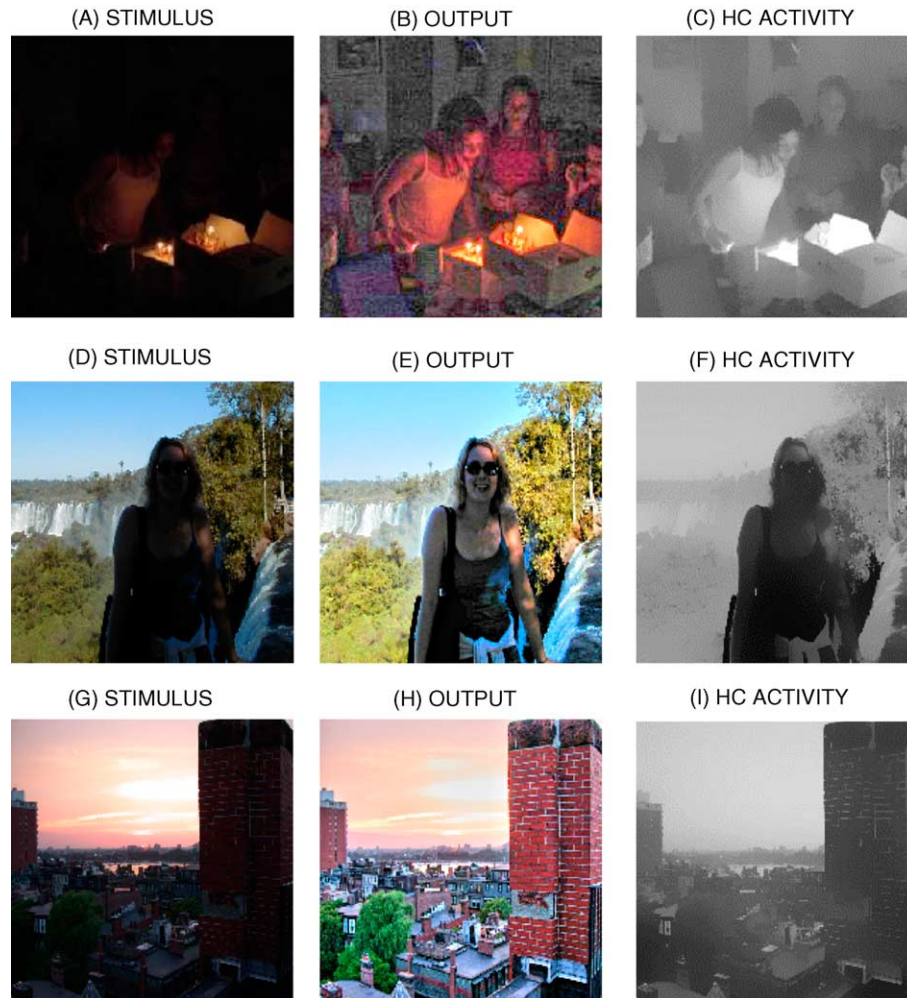 (A) STIMULUS
(B) OUTPUT
(C) HC ACTIVITY
(D) STIMULUS
(E) OUTPUT
(F) HC ACTIVITY
(G) STIMULUS
(H) OUTPUT
(I) HC ACTIVITY